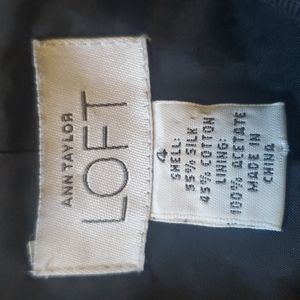 ANN TAYLOR
LOFT
4
SHELL:
55% SILK
45% COTTON
LINING:
100% ACETATE
MADE IN
CHINA